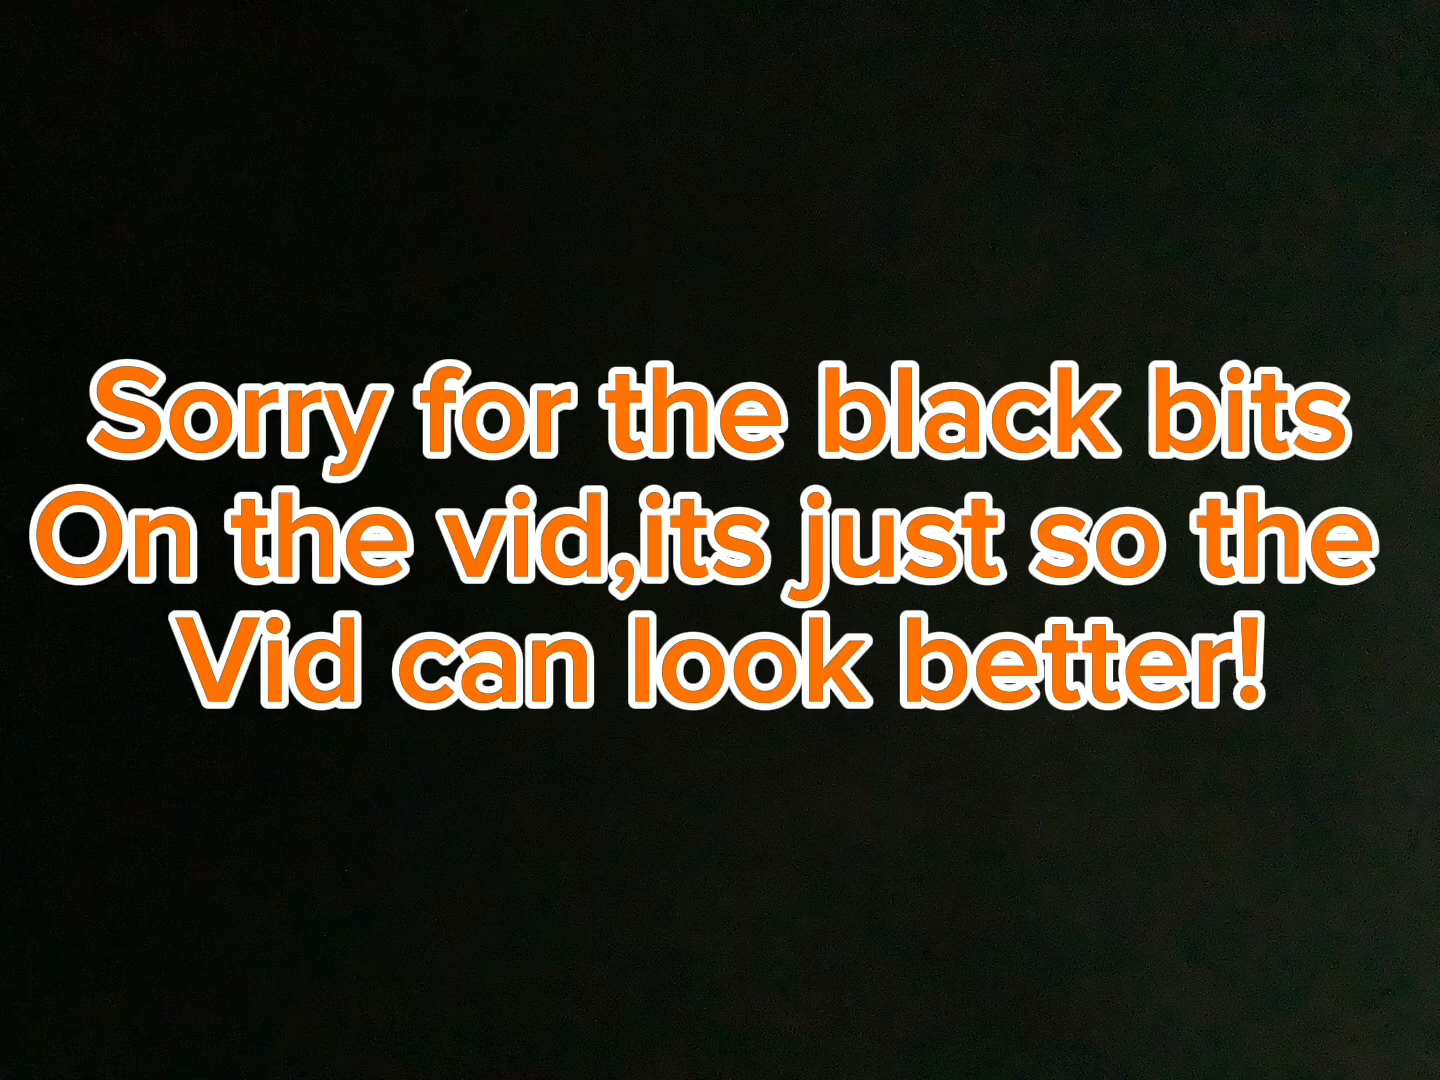 Sorry for the black bits
On the vid,its just so the
Vid can look better!